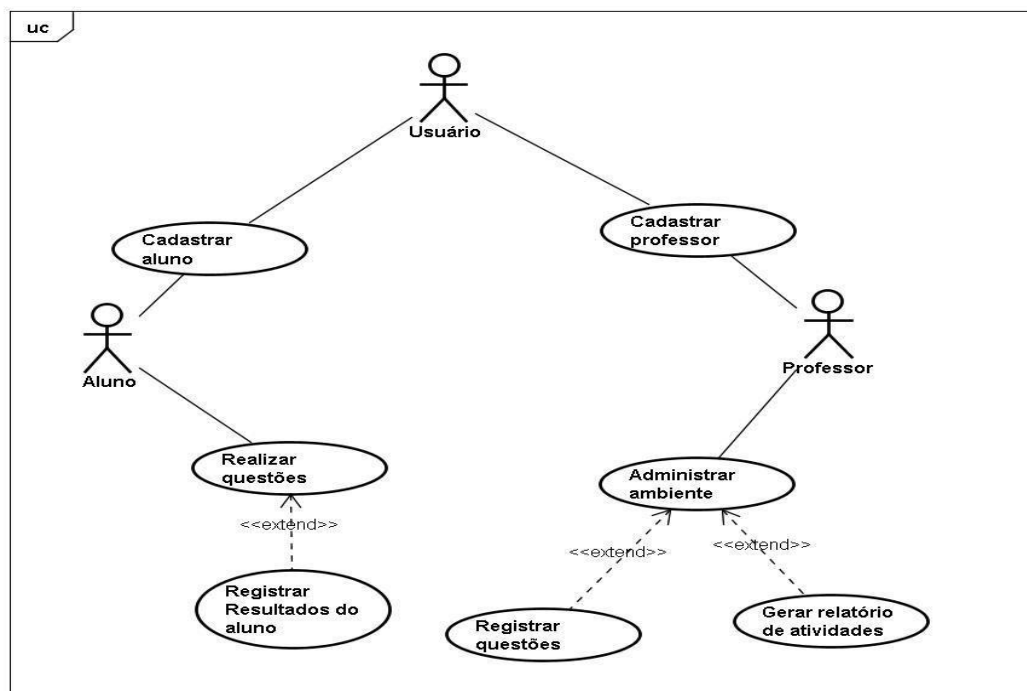 uc
Usuário
Cadastrar
aluno
Cadastrar
professor
Aluno
Professor
Realizar
questões
Administrar
ambiente
<<extend>>
<<extend>>
<<extend>>
Registrar
Resultados do
aluno
Registrar
questões
Gerar relatório
de atividades